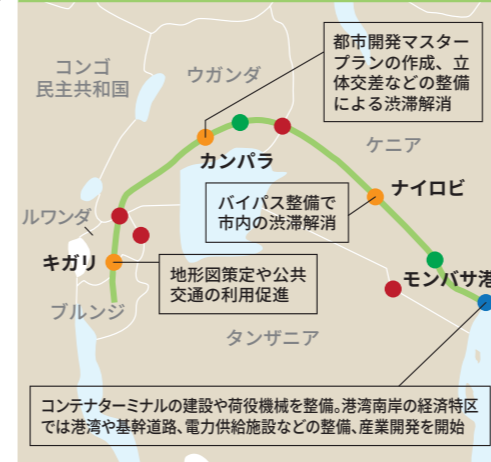 都市開発マスター
プランの作成、立
体交差などの整備
による渋滞解消
コンゴ
民主共和国
ウガンダ
ケニア
カンパラ
ナイロビ
バイパス整備で
市内の渋滞解消
ルワンダ
キガリ
地形図策定や公共
交通の利用促進
モンバサ港
ブルンジ
タンザニア
コンテナターミナルの建設や荷役機械を整備。港湾南岸の経済特区
では港湾や基幹道路、電力供給施設などの整備、産業開発を開始